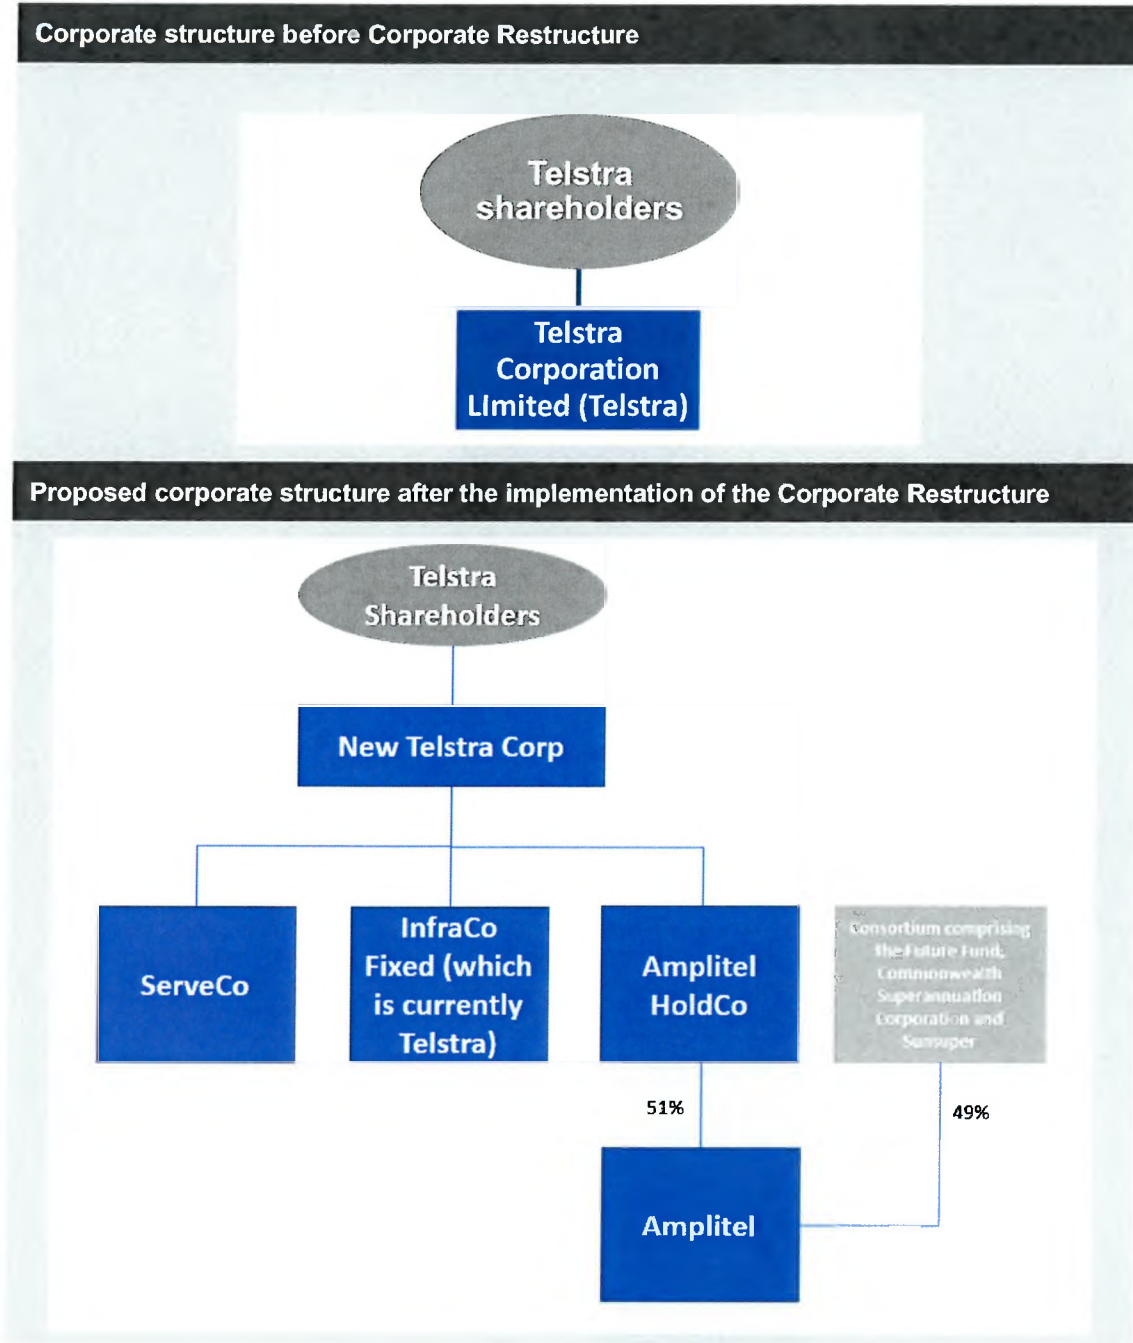 Corporate structure before Corporate Restructure
Telstra
shareholders
Telstra
Corporation
LImited (Telstra)
Proposed corporate structure after the implementation of the Corporate Restructure
Telstra
Shareholders
New Telstra Corp
ServeCo
InfraCo
Fixed (which
is currently
Telstra)
Amplitel
HoldCo
Consortium comprising
the Future Fund,
Commonwealth
Superannuation
Corporation and
Sunsuper
51%
49%
Amplitel